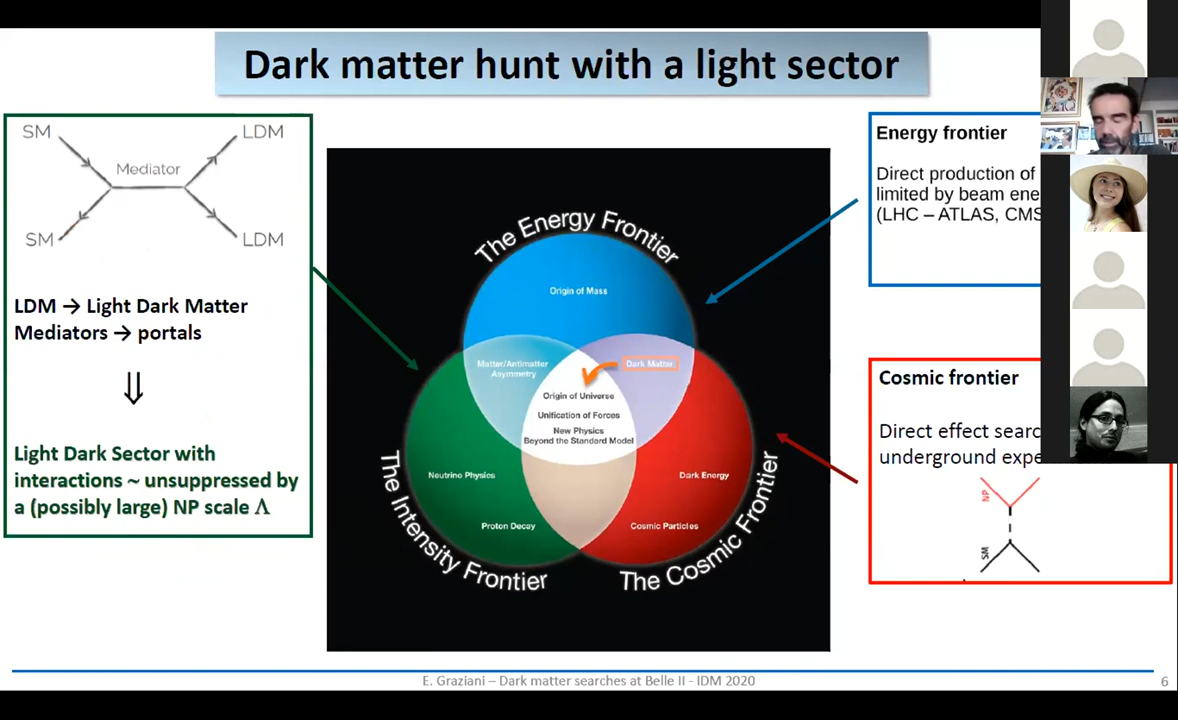 Dark matter hunt with a light sector
SM
LDM
Mediator
SM
LDM
LDM → Light Dark Matter
Mediators → portals
⇓
Light Dark Sector with
interactions ~ unsuppressed by
a (possibly large) NP scale Λ
The Energy Frontier
Origin of Mass
Matter/Antimatter
Asymmetry
Dark Matter
Origin of Universe
Unification of Forces
New Physics
Beyond the Standard Model
Neutrino Physics
Dark Energy
Proton Decay
Cosmic Particles
The Intensity Frontier
The Cosmic Frontier
Energy frontier
Direct production of
limited by beam ene
(LHC – ATLAS, CMS
Cosmic frontier
Direct effect searc
underground expe
NP
SM
E. Graziani – Dark matter searches at Belle II - IDM 2020
6